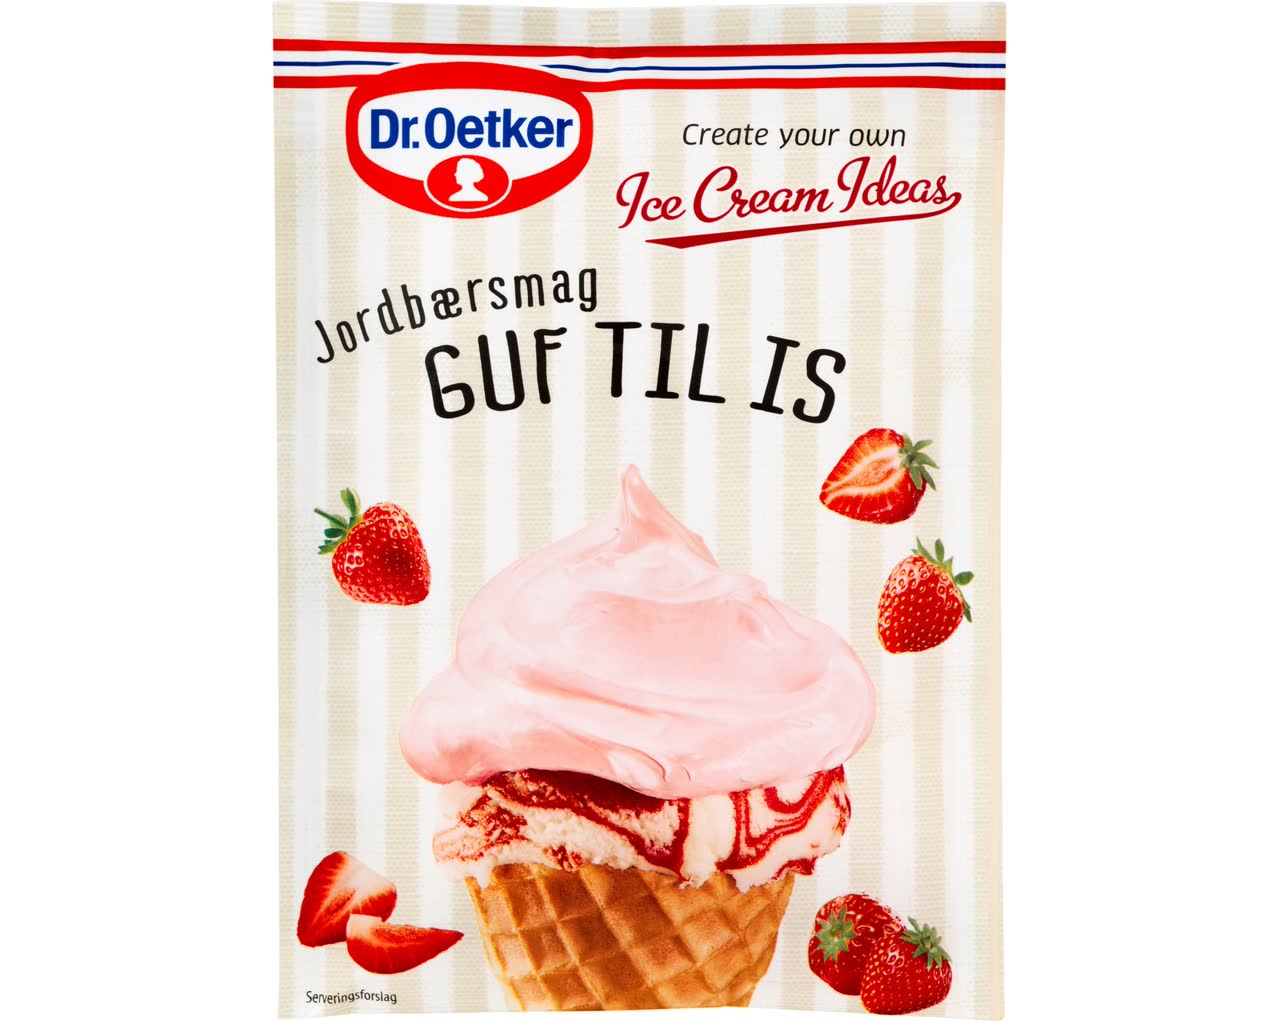 Dr. Oetker
Create your own
Ice Cream Ideas
Jordbærsmag
GUF TIL IS
Serveringsforslag